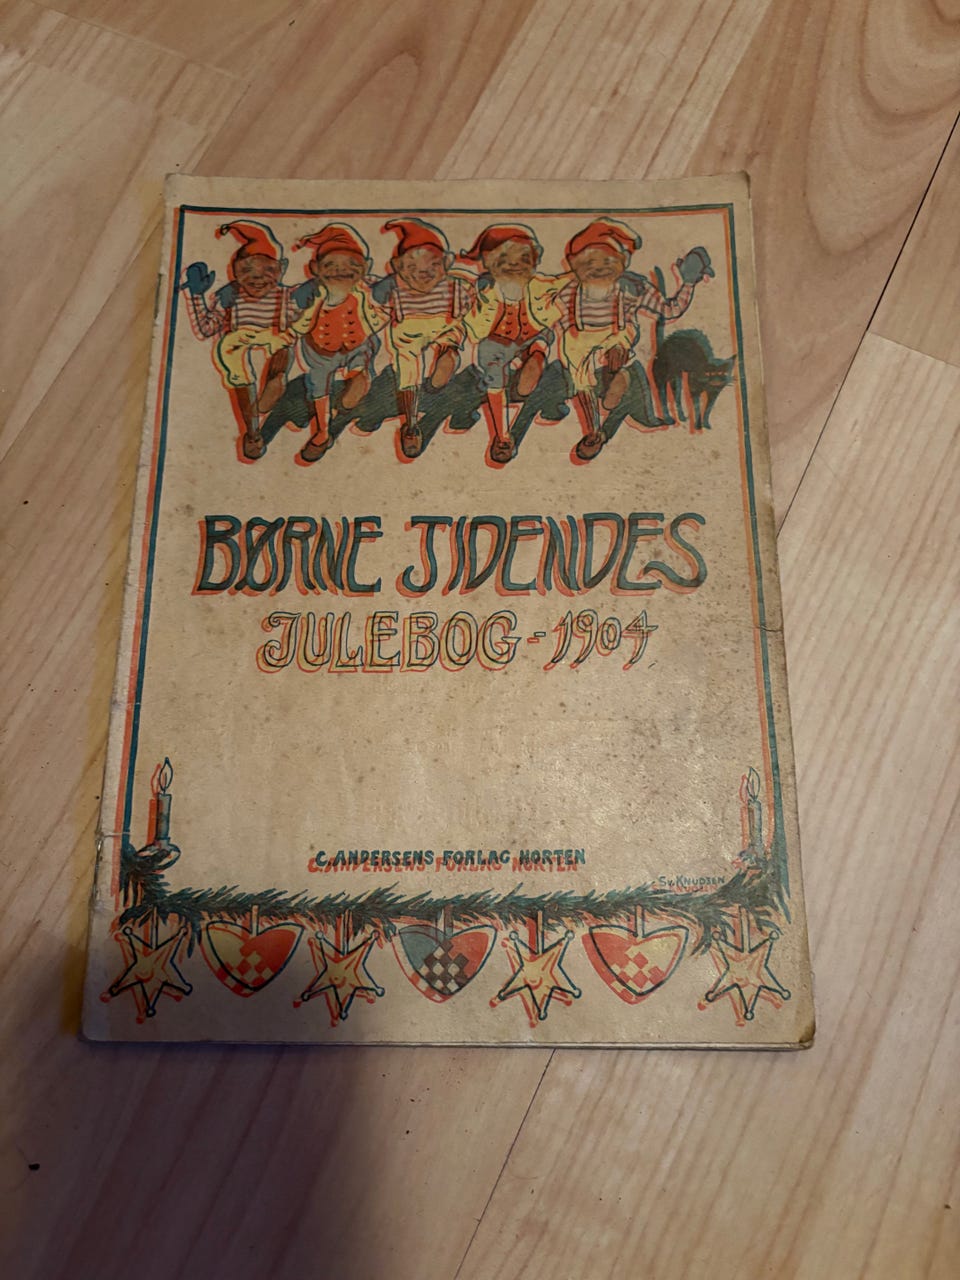 BØRNE TIDENDES
JULEBOG - 1904
C. ANDERSENS FORLAG HORTEN
SV. KNUDSEN